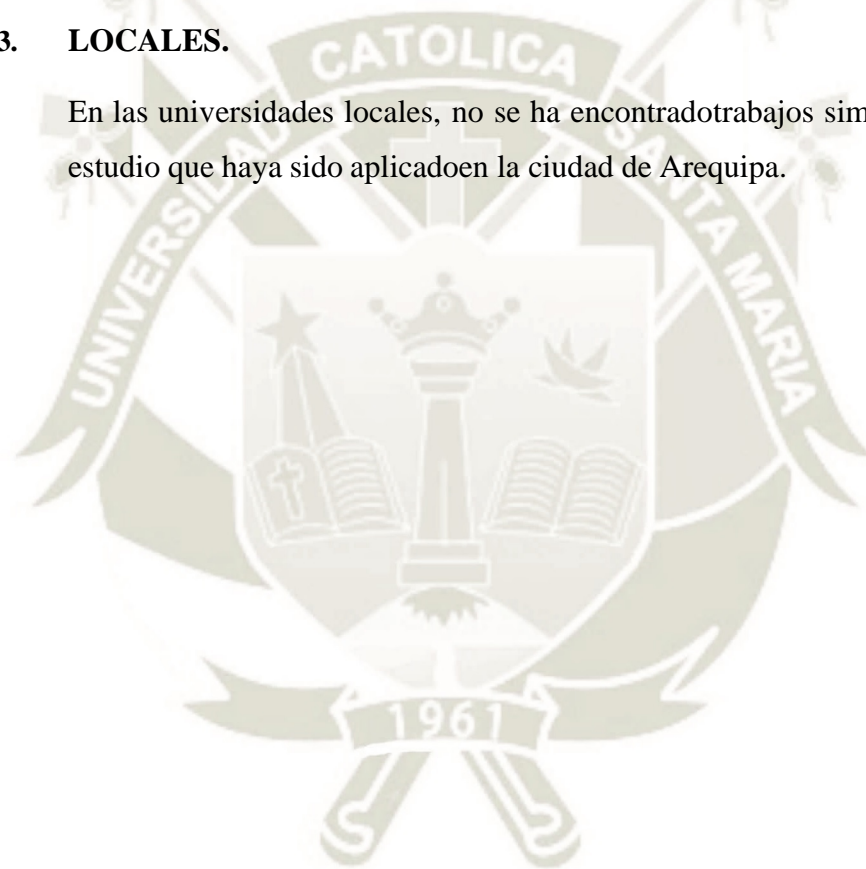 3. LOCALES.
CATOLICA
En las universidades locales, no se ha encontradotrabajos sim
estudio que haya sido aplicadoen la ciudad de Arequipa.
UNIVERSIDAD
SANTA MARIA
1961